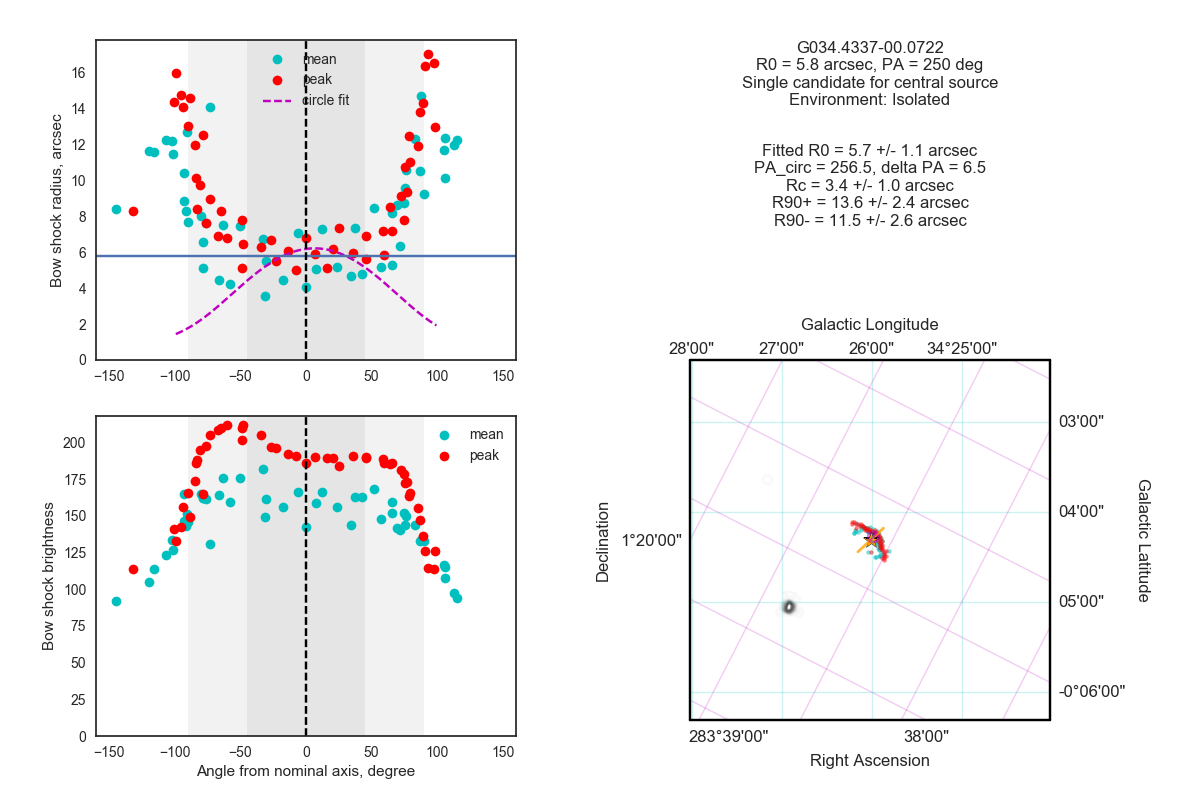 G034.4337-00.0722
R0 = 5.8 arcsec, PA = 250 deg
Single candidate for central source
Environment: Isolated
Fitted R0 = 5.7 +/- 1.1 arcsec
PA_circ = 256.5, delta PA = 6.5
Rc = 3.4 +/- 1.0 arcsec
R90+ = 13.6 +/- 2.4 arcsec
R90- = 11.5 +/- 2.6 arcsec
mean
peak
circle fit
Bow shock radius, arcsec
16
14
12
10
8
6
4
2
0
−150 −100 −50 0 50 100 150
mean
peak
Bow shock brightness
200
175
150
125
100
75
50
25
0
−150 −100 −50 0 50 100 150
Angle from nominal axis, degree
Galactic Longitude
28'00" 27'00" 26'00" 34°25'00"
03'00"
04'00"
05'00"
-0°06'00"
Galactic Latitude
Declination
1°20'00"
283°39'00" 38'00"
Right Ascension